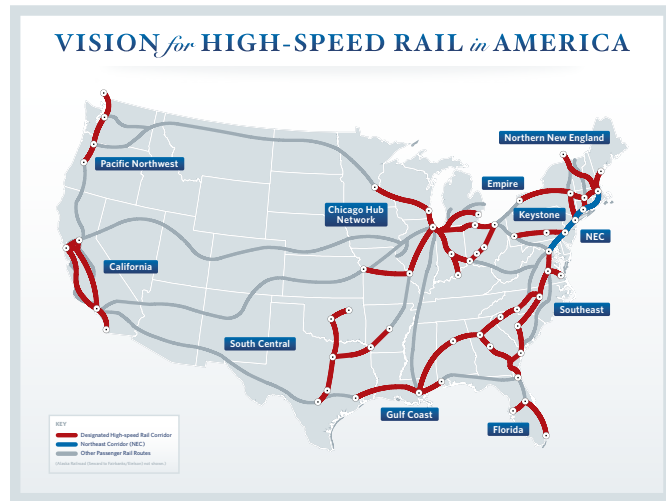 VISION for HIGH-SPEED RAIL in AMERICA
Northern New England
Pacific Northwest
Empire
Chicago Hub
Network
Keystone
NEC
California
Southeast
South Central
Gulf Coast
Florida
KEY
Designated High-speed Rail Corridor
Northeast Corridor (NEC)
Other Passenger Rail Routes